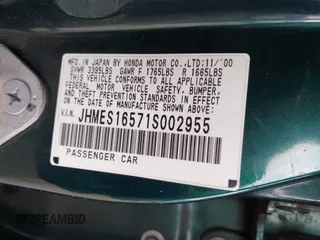 MFD. IN JAPAN BY HONDA MOTOR CO.,LTD:11/'00
GVWR 3395LBS GAWR F 1765LBS R 1665LBS
THIS VEHICLE CONFORMS TO ALL APPLICABLE
FEDERAL MOTOR VEHICLE SAFETY, BUMPER,
AND THEFT PREVENTION STANDARDS IN EFFECT
ON THE DATE OF MANUFACTURE SHOWN ABOVE.
V.I.N. JHMES16571S002955
PASSENGER CAR
DREAMBID